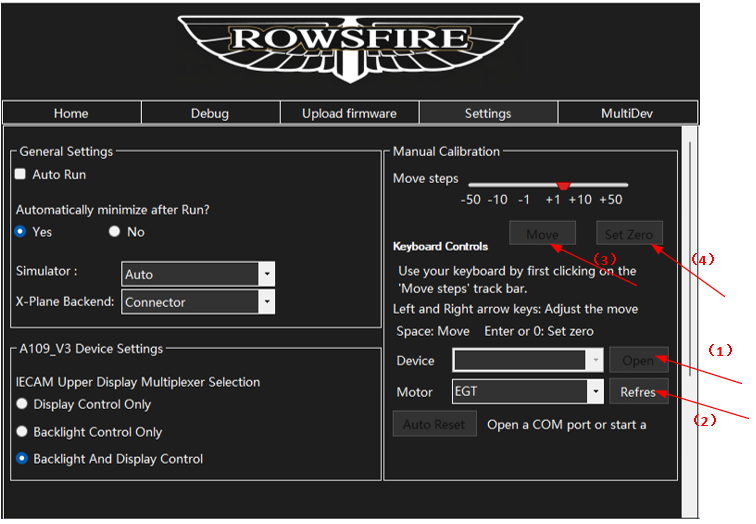 ROWSFIRE
Home Debug Upload firmware Settings MultiDev
General Settings
Auto Run
Automatically minimize after Run?
Yes No
Simulator : Auto
X-Plane Backend: Connector
A109_V3 Device Settings
IECAM Upper Display Multiplexer Selection
Display Control Only
Backlight Control Only
Backlight And Display Control
Manual Calibration
Move steps
-50 -10 -1 +1 +10 +50
Move Set Zero
(3) (4)
Keyboard Controls
Use your keyboard by first clicking on the
'Move steps' track bar.
Left and Right arrow keys: Adjust the move
Space: Move Enter or 0: Set zero
(1)
Device Open
Motor EGT Refres
(2)
Auto Reset Open a COM port or start a